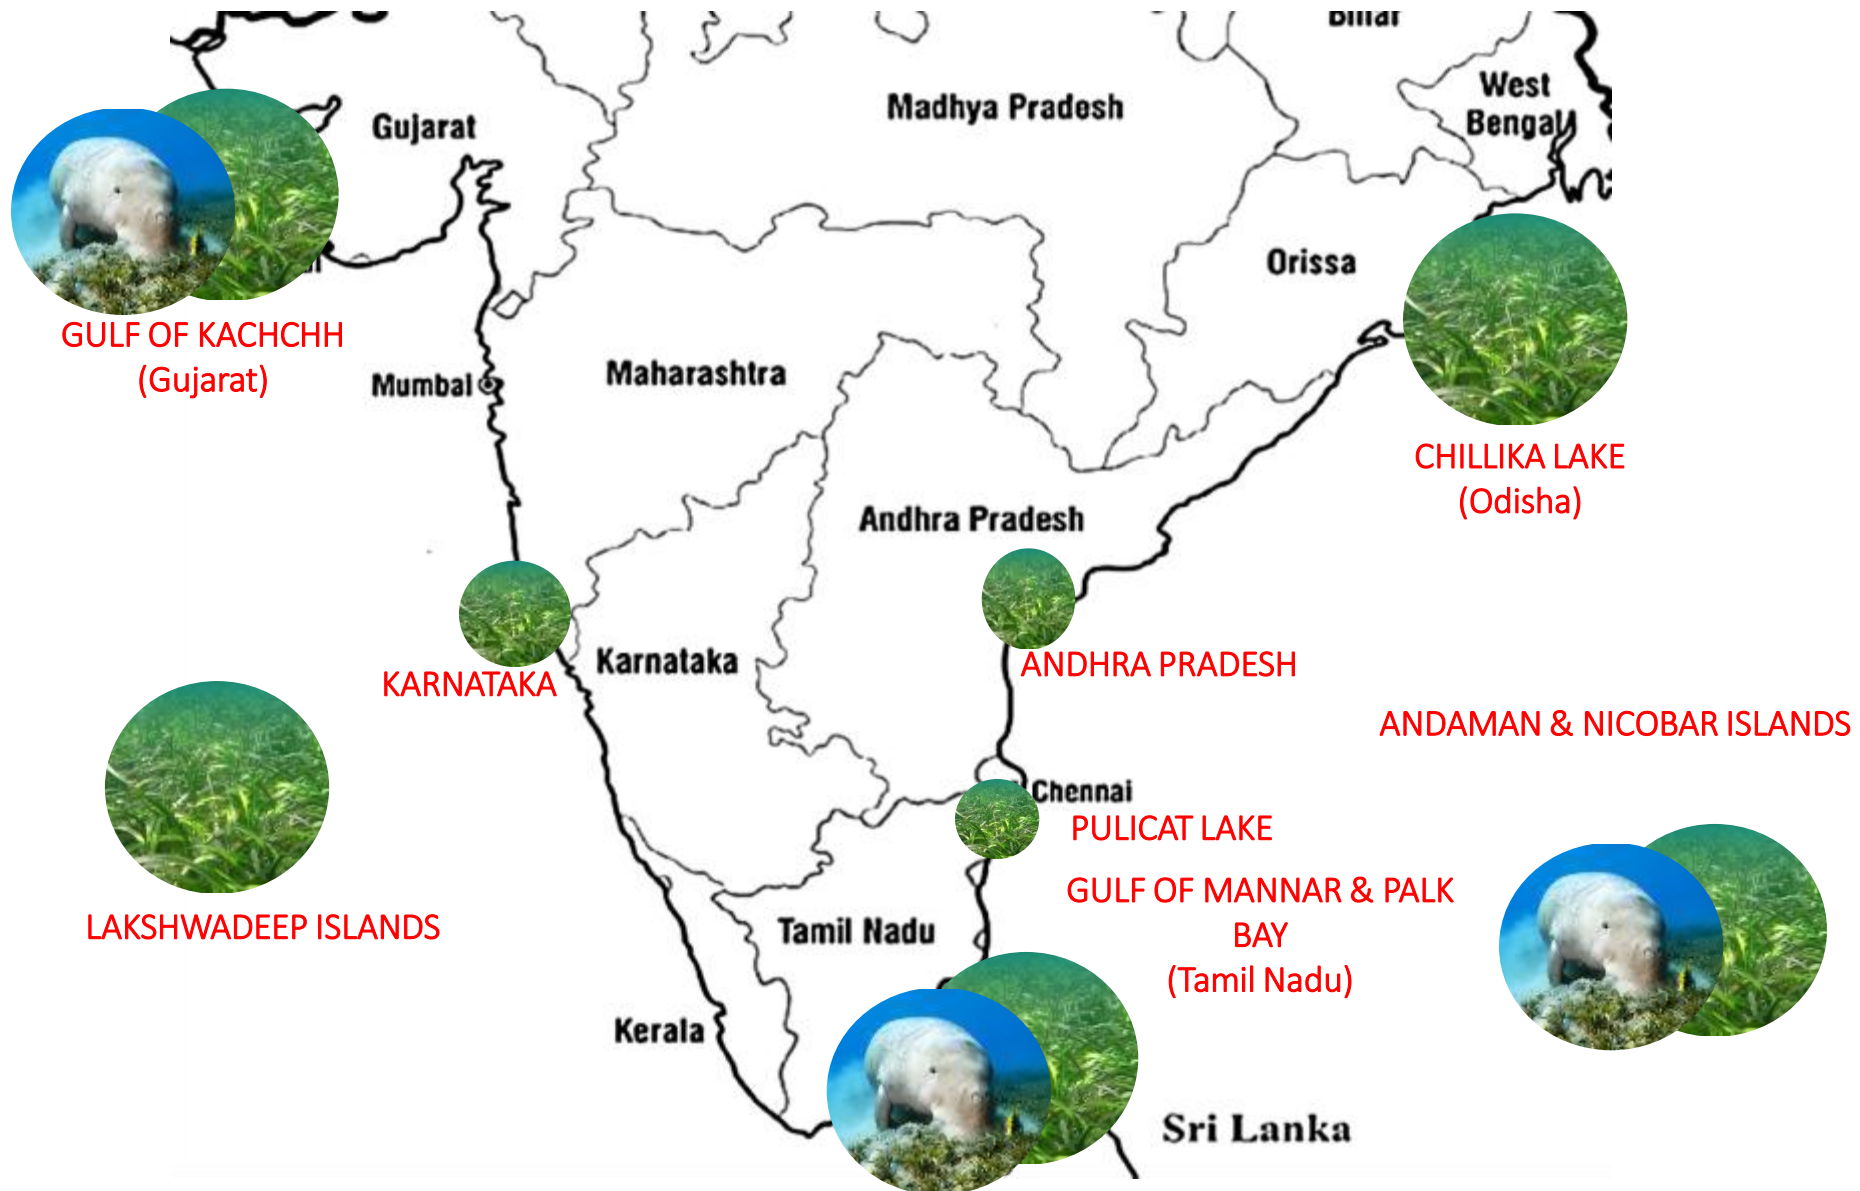 Bihar
West
Bengal
Madhya Pradesh
Gujarat
Orissa
GULF OF KACHCHH
(Gujarat)
Mumbai
Maharashtra
CHILLIKA LAKE
(Odisha)
Andhra Pradesh
KARNATAKA
Karnataka
ANDHRA PRADESH
ANDAMAN & NICOBAR ISLANDS
Chennai
PULICAT LAKE
GULF OF MANNAR & PALK
BAY
(Tamil Nadu)
LAKSHWADEEP ISLANDS
Tamil Nadu
Kerala
Sri Lanka